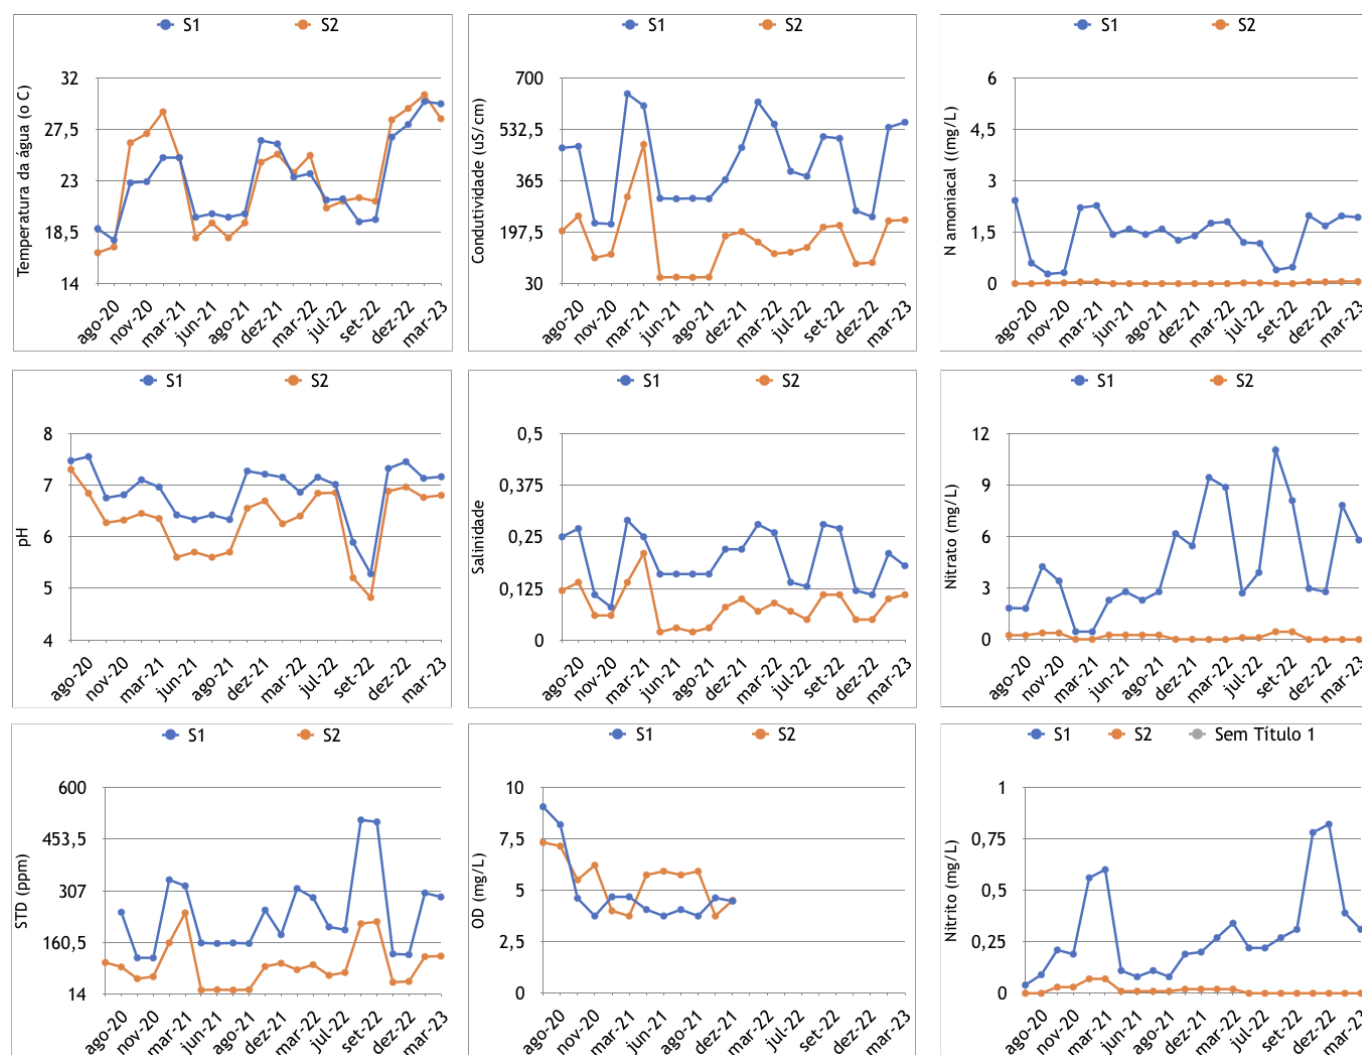 S1 S2
Temperatura da água (o C)
32
27,5
23
18,5
14
ago-20 nov-20 mar-21 jun-21 ago-21 dez-21 mar-22 jul-22 set-22 dez-22 mar-23
S1 S2
Condutividade (uS/cm)
700
532,5
365
197,5
30
ago-20 nov-20 mar-21 jun-21 ago-21 dez-21 mar-22 jul-22 set-22 dez-22 mar-23
S1 S2
N amoniacal ((mg/L)
6
4,5
3
1,5
0
ago-20 nov-20 mar-21 jun-21 ago-21 dez-21 mar-22 jul-22 set-22 dez-22 mar-23
S1 S2
pH
8
7
6
5
4
ago-20 nov-20 mar-21 jun-21 ago-21 dez-21 mar-22 jul-22 set-22 dez-22 mar-23
S1 S2
Salinidade
0,5
0,375
0,25
0,125
0
ago-20 nov-20 mar-21 jun-21 ago-21 dez-21 mar-22 jul-22 set-22 dez-22 mar-23
S1 S2
Nitrato (mg/L)
12
9
6
3
0
ago-20 nov-20 mar-21 jun-21 ago-21 dez-21 mar-22 jul-22 set-22 dez-22 mar-23
S1 S2
STD (ppm)
600
453,5
307
160,5
14
ago-20 nov-20 mar-21 jun-21 ago-21 dez-21 mar-22 jul-22 set-22 dez-22 mar-23
S1 S2
OD (mg/L)
10
7,5
5
2,5
0
ago-20 nov-20 mar-21 jun-21 ago-21 dez-21 mar-22 jul-22 set-22 dez-22 mar-23
S1 S2 Sem Título 1
Nitrito (mg/L)
1
0,75
0,5
0,25
0
ago-20 nov-20 mar-21 jun-21 ago-21 dez-21 mar-22 jul-22 set-22 dez-22 mar-23